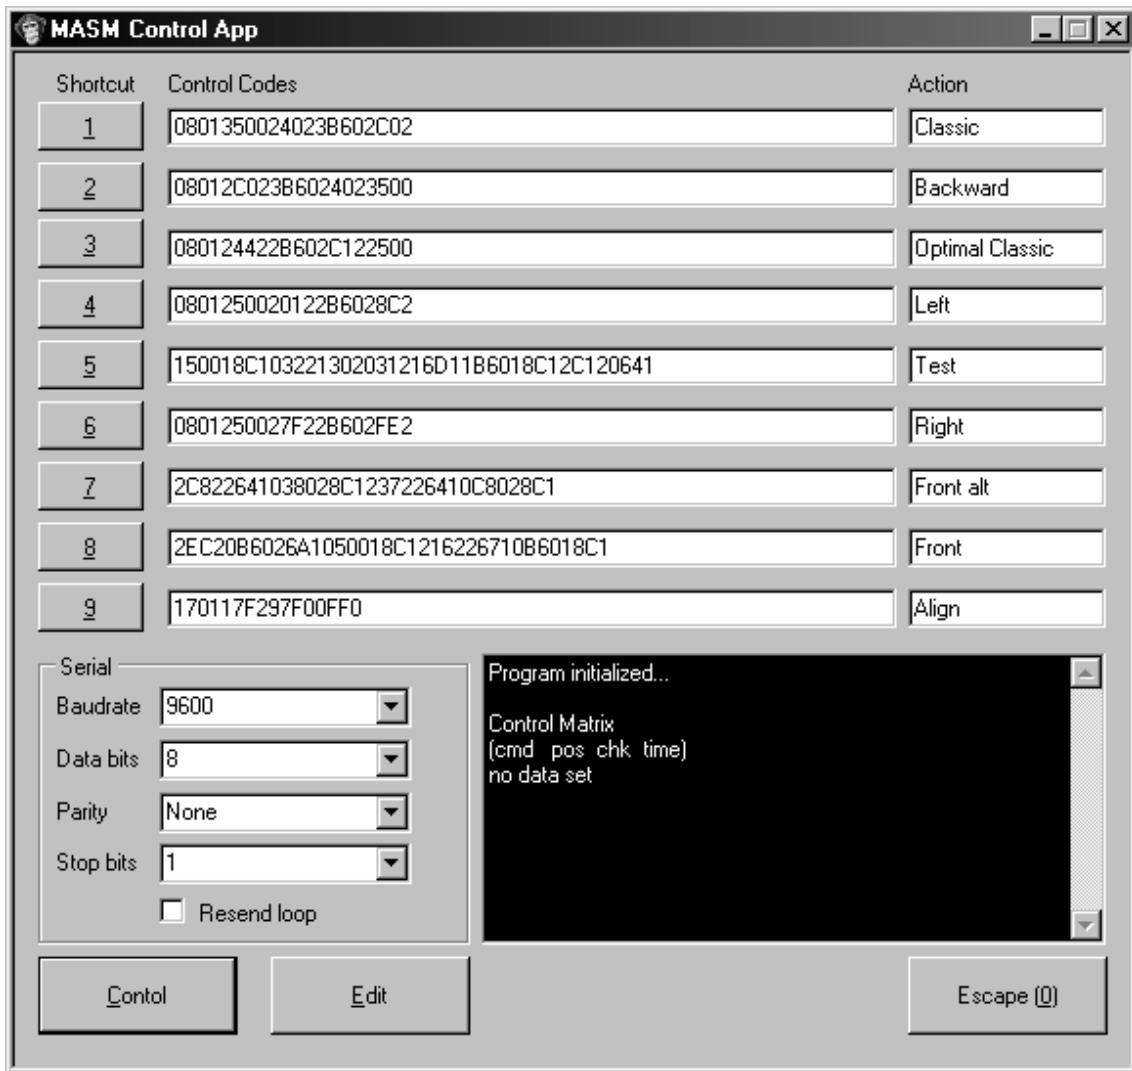 MASM Control App
Shortcut Control Codes Action
1 0801350024023B602C02 Classic
2 08012C023B6024023500 Backward
3 080124422B602C122500 Optimal Classic
4 0801250020122B6028C2 Left
5 150018C103221302031216D11B6018C12C120641 Test
6 0801250027F22B602FE2 Right
7 2C822641038028C1237226410C8028C1 Front alt
8 2EC20B6026A1050018C1216226710B6018C1 Front
9 170117F297F00FF0 Align
Serial
Baudrate 9600
Data bits 8
Parity None
Stop bits 1
Resend loop
Program initialized...
Control Matrix
(cmd pos chk time)
no data set
Contol Edit Escape (0)